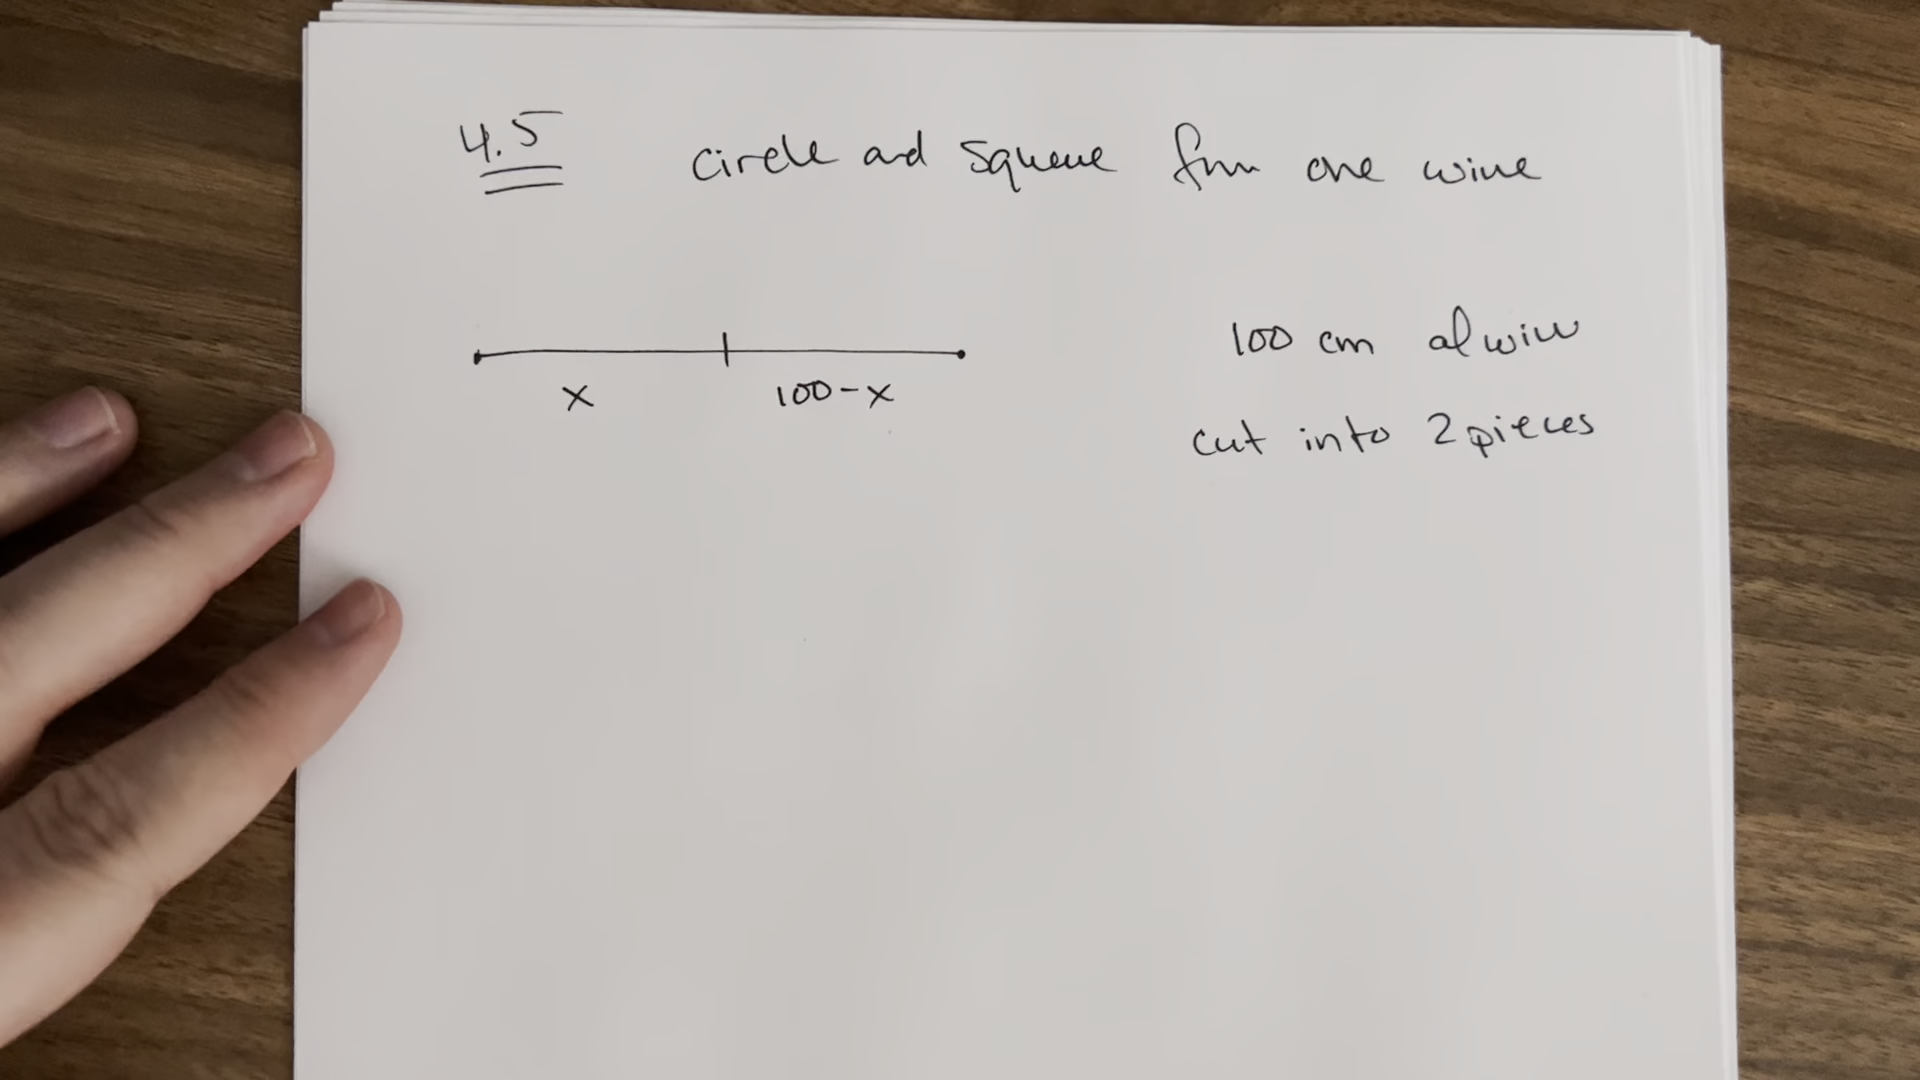 4.5 circle and square from one wire
x 100-x
100 cm of wire
cut into 2 pieces